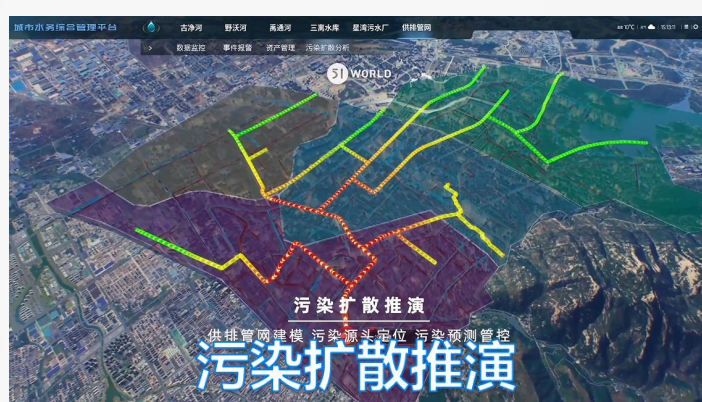 城市水务综合管理平台 古净河 野沃河 禹通河 三离水库 星湾污水厂 供排管网
数据监控 事件报警 资产管理 污染扩散分析
51 WORLD
污染扩散推演
供排管网建模 污染源头定位 污染预测管控
污染扩散推演